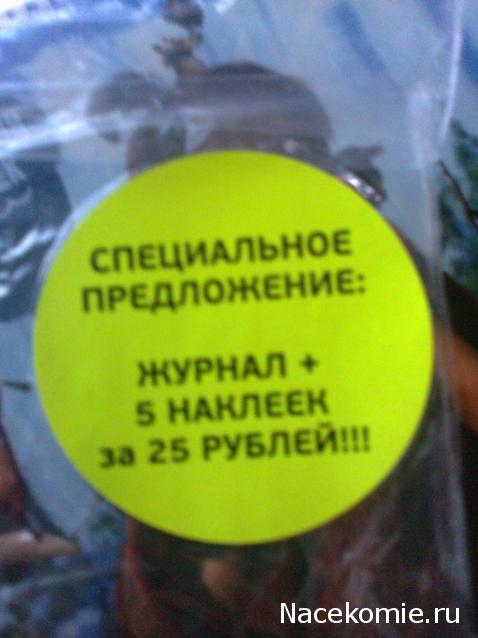 СПЕЦИАЛЬНОЕ
ПРЕДЛОЖЕНИЕ:
ЖУРНАЛ +
5 НАКЛЕЕК
за 25 РУБЛЕЙ!!!
Nacekomie.ru